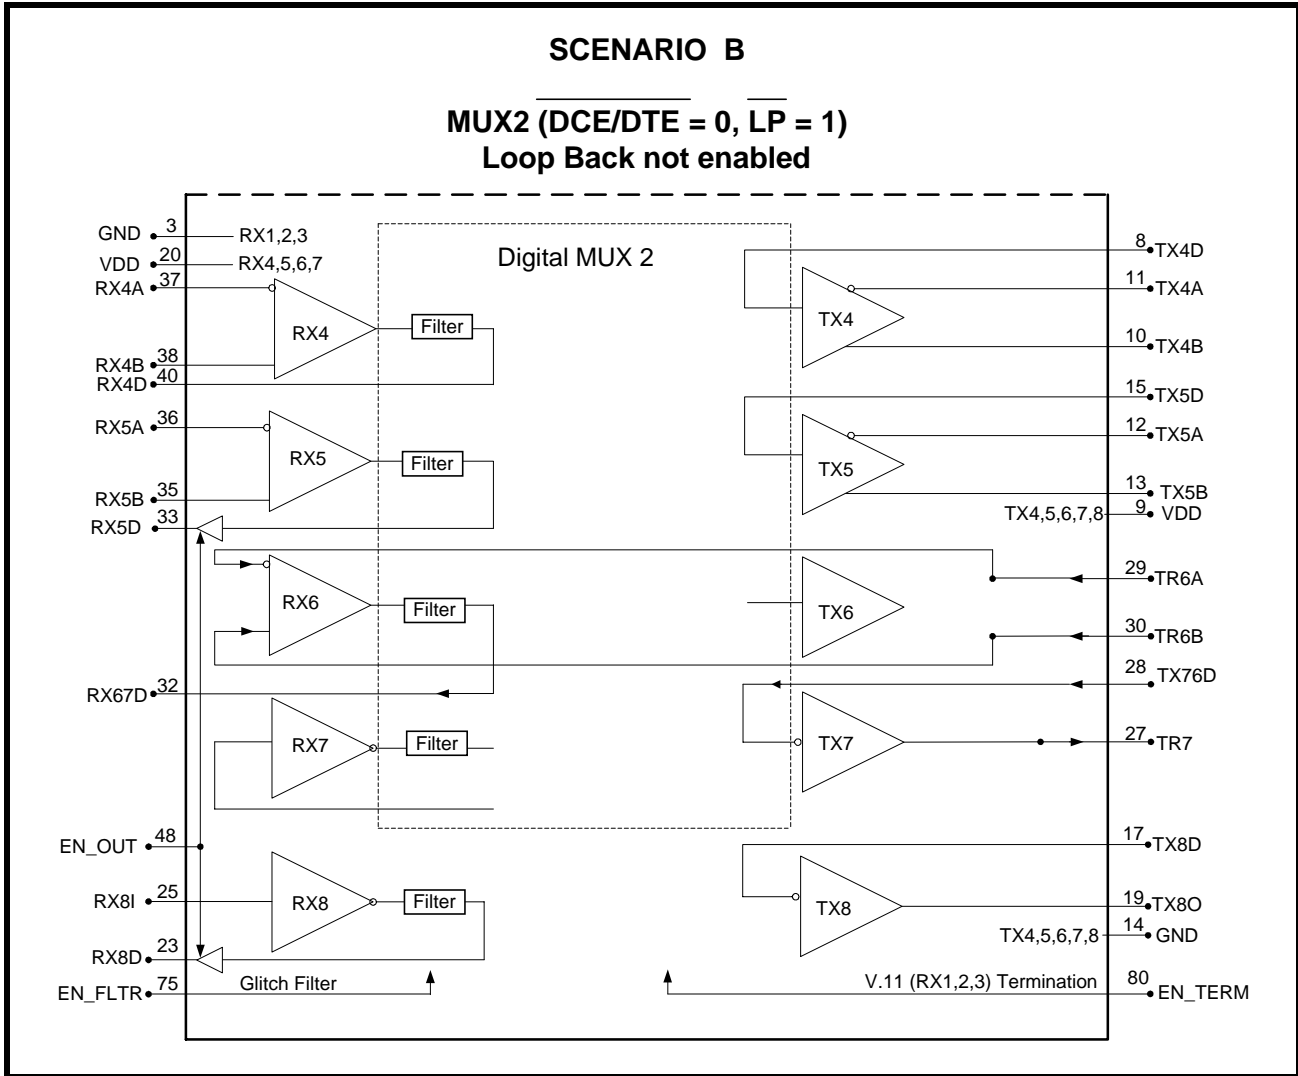 SCENARIO B
MUX2 (DCE/DTE = 0, LP = 1)
Loop Back not enabled
GND 3 RX1,2,3
VDD 20 RX4,5,6,7
RX4A 37
RX4B 38
RX4D 40
RX5A 36
RX5B 35
RX5D 33
RX67D 32
EN_OUT 48
RX8I 25
RX8D 23
EN_FLTR 75 Glitch Filter
RX4 Filter
RX5 Filter
RX6 Filter
RX7 Filter
RX8 Filter
Digital MUX 2
TX4
TX5
TX6
TX7
TX8
8 TX4D
11 TX4A
10 TX4B
15 TX5D
12 TX5A
13 TX5B
TX4,5,6,7,8 9 VDD
29 TR6A
30 TR6B
28 TX76D
27 TR7
17 TX8D
19 TX8O
TX4,5,6,7,8 14 GND
V.11 (RX1,2,3) Termination 80 EN_TERM